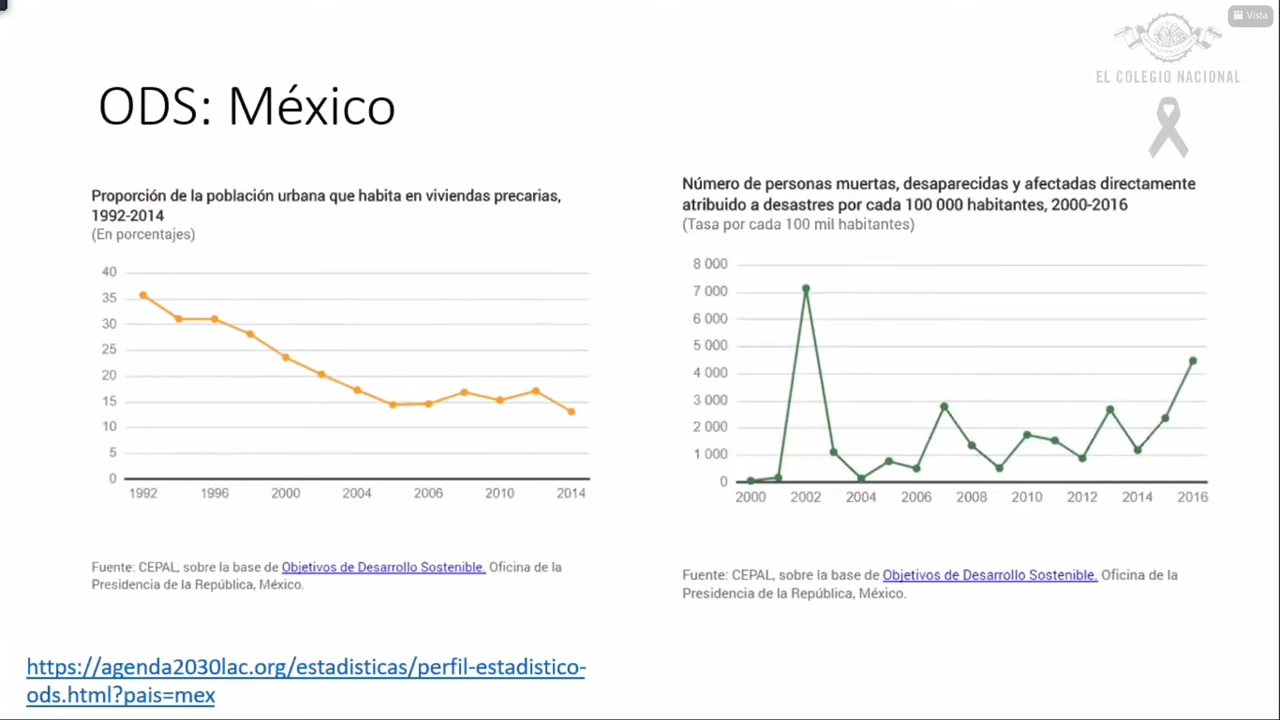 Vista
EL COLEGIO NACIONAL
ODS: México
Proporción de la población urbana que habita en viviendas precarias,
1992-2014
(En porcentajes)
40
35
30
25
20
15
10
5
0
1992 1996 2000 2004 2006 2010 2014
Fuente: CEPAL, sobre la base de Objetivos de Desarrollo Sostenible. Oficina de la
Presidencia de la República, México.
Número de personas muertas, desaparecidas y afectadas directamente
atribuido a desastres por cada 100 000 habitantes, 2000-2016
(Tasa por cada 100 mil habitantes)
8 000
7 000
6 000
5 000
4 000
3 000
2 000
1 000
0
2000 2002 2004 2006 2008 2010 2012 2014 2016
Fuente: CEPAL, sobre la base de Objetivos de Desarrollo Sostenible. Oficina de la
Presidencia de la República, México.
https://agenda2030lac.org/estadisticas/perfil-estadistico-
ods.html?pais=mex